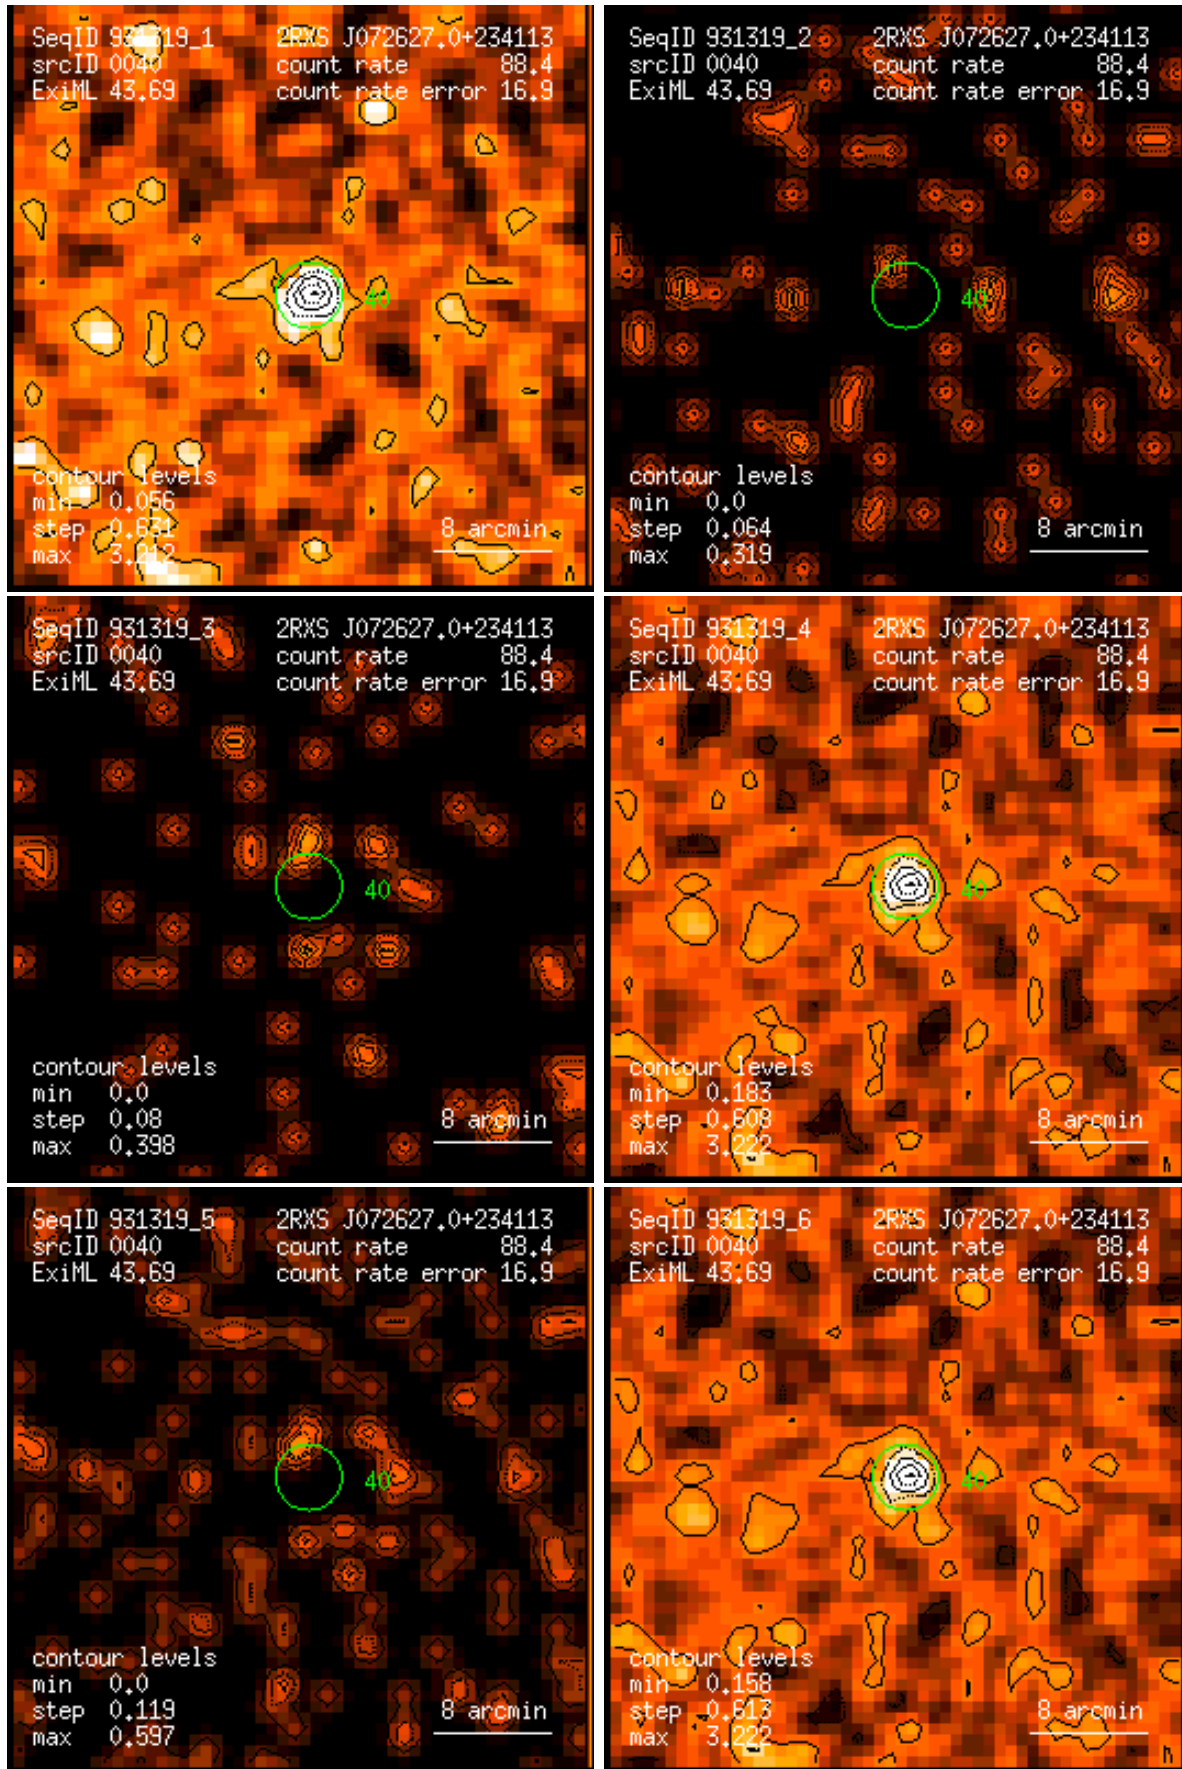 SeqID 931319_1 2RXS J072627.0+234113
srcID 0040 count rate 88.4
ExiML 43.69 count rate error 16.9
40
contour levels
min 0.056
step 0.631 8 arcmin
max 3.212
SeqID 931319_2 2RXS J072627.0+234113
srcID 0040 count rate 88.4
ExiML 43.69 count rate error 16.9
40
contour levels
min 0.0
step 0.064 8 arcmin
max 0.319
SeqID 931319_3 2RXS J072627.0+234113
srcID 0040 count rate 88.4
ExiML 43.69 count rate error 16.9
40
contour levels
min 0.0
step 0.08 8 arcmin
max 0.398
SeqID 931319_4 2RXS J072627.0+234113
srcID 0040 count rate 88.4
ExiML 43.69 count rate error 16.9
40
contour levels
min 0.183
step 0.608 8 arcmin
max 3.222
SeqID 931319_5 2RXS J072627.0+234113
srcID 0040 count rate 88.4
ExiML 43.69 count rate error 16.9
40
contour levels
min 0.0
step 0.119 8 arcmin
max 0.597
SeqID 931319_6 2RXS J072627.0+234113
srcID 0040 count rate 88.4
ExiML 43.69 count rate error 16.9
40
contour levels
min 0.158
step 0.613 8 arcmin
max 3.222